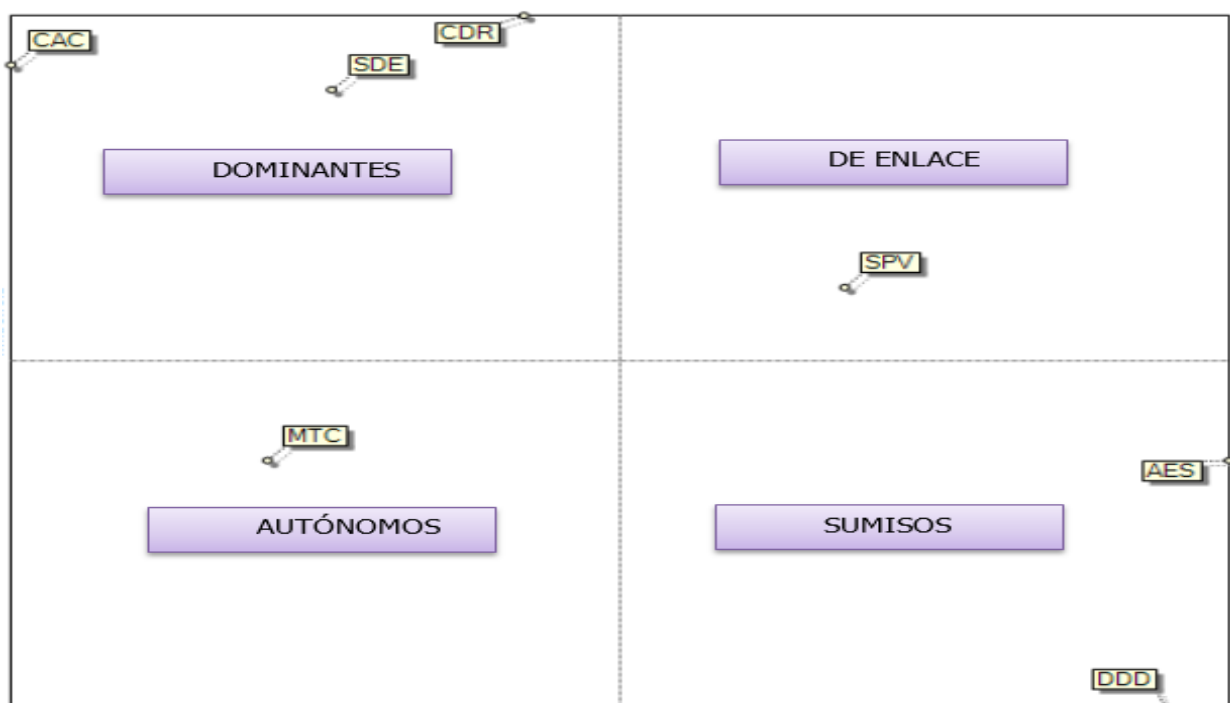 CDR
CAC
SDE
DOMINANTES
DE ENLACE
SPV
MTC
AES
AUTÓNOMOS
SUMISOS
DDD